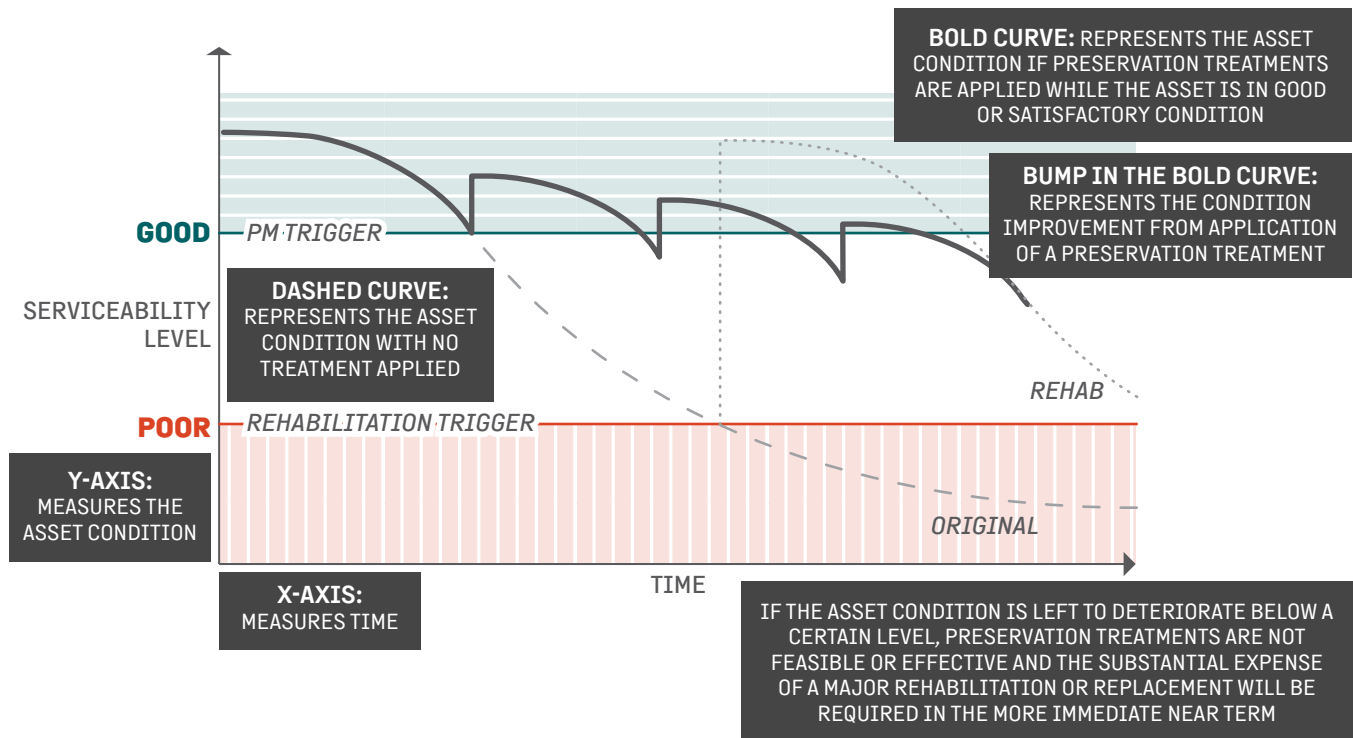 BOLD CURVE: REPRESENTS THE ASSET
CONDITION IF PRESERVATION TREATMENTS
ARE APPLIED WHILE THE ASSET IS IN GOOD
OR SATISFACTORY CONDITION
BUMP IN THE BOLD CURVE:
REPRESENTS THE CONDITION
IMPROVEMENT FROM APPLICATION
OF A PRESERVATION TREATMENT
GOOD
PM TRIGGER
DASHED CURVE:
REPRESENTS THE ASSET
CONDITION WITH NO
TREATMENT APPLIED
SERVICEABILITY
LEVEL
REHAB
POOR
REHABILITATION TRIGGER
Y-AXIS:
MEASURES THE
ASSET CONDITION
ORIGINAL
TIME
X-AXIS:
MEASURES TIME
IF THE ASSET CONDITION IS LEFT TO DETERIORATE BELOW A
CERTAIN LEVEL, PRESERVATION TREATMENTS ARE NOT
FEASIBLE OR EFFECTIVE AND THE SUBSTANTIAL EXPENSE
OF A MAJOR REHABILITATION OR REPLACEMENT WILL BE
REQUIRED IN THE MORE IMMEDIATE NEAR TERM